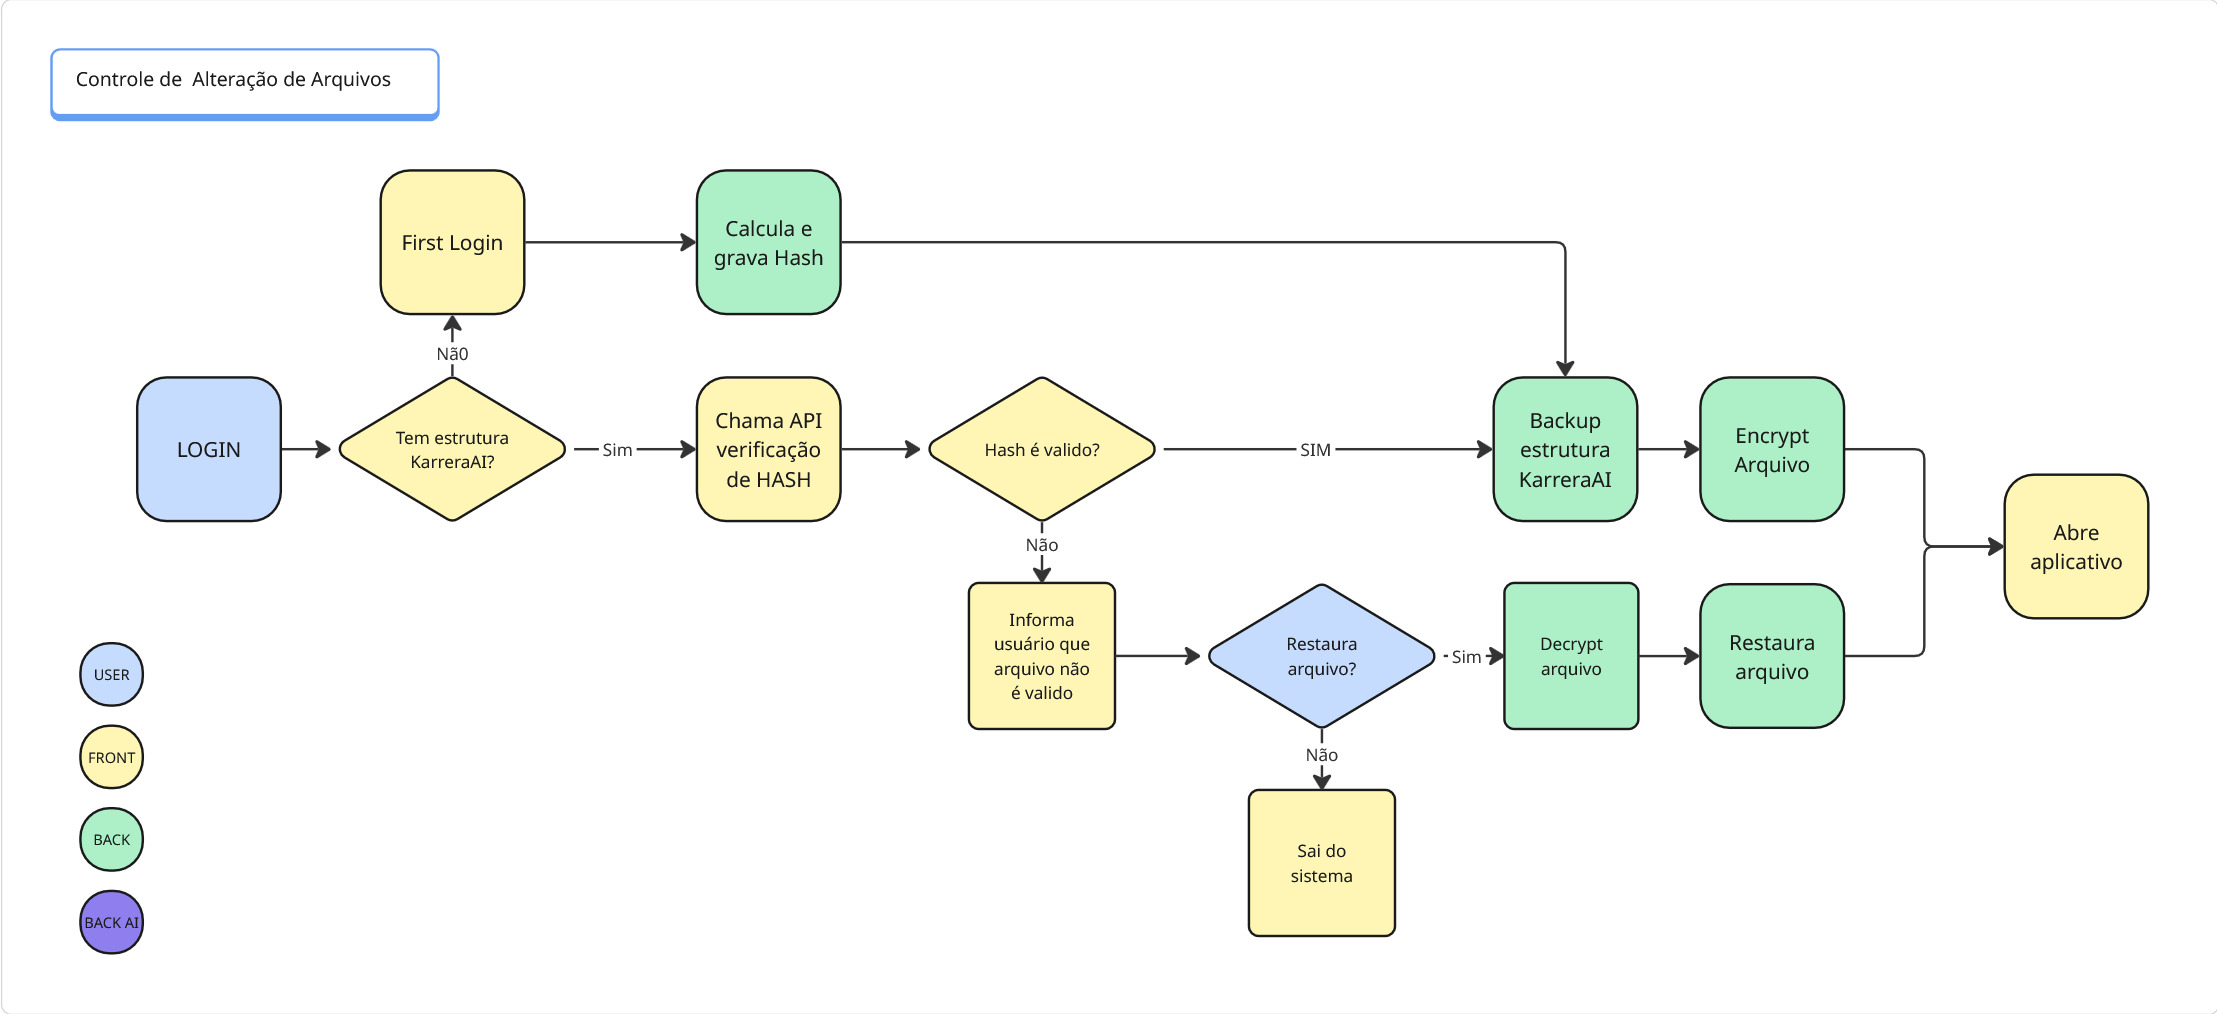 Controle de  Alteração de Arquivos
First Login
Calcula e
grava Hash
Nã0
LOGIN
Tem estrutura
KarreraAI?
Sim
Chama API
verificação
de HASH
Hash é valido?
SIM
Backup
estrutura
KarreraAI
Encrypt
Arquivo
Abre
aplicativo
Não
Informa
usuário que
arquivo não
é valido
Restaura
arquivo?
Sim
Decrypt
arquivo
Restaura
arquivo
Não
Sai do
sistema
USER
FRONT
BACK
BACK AI